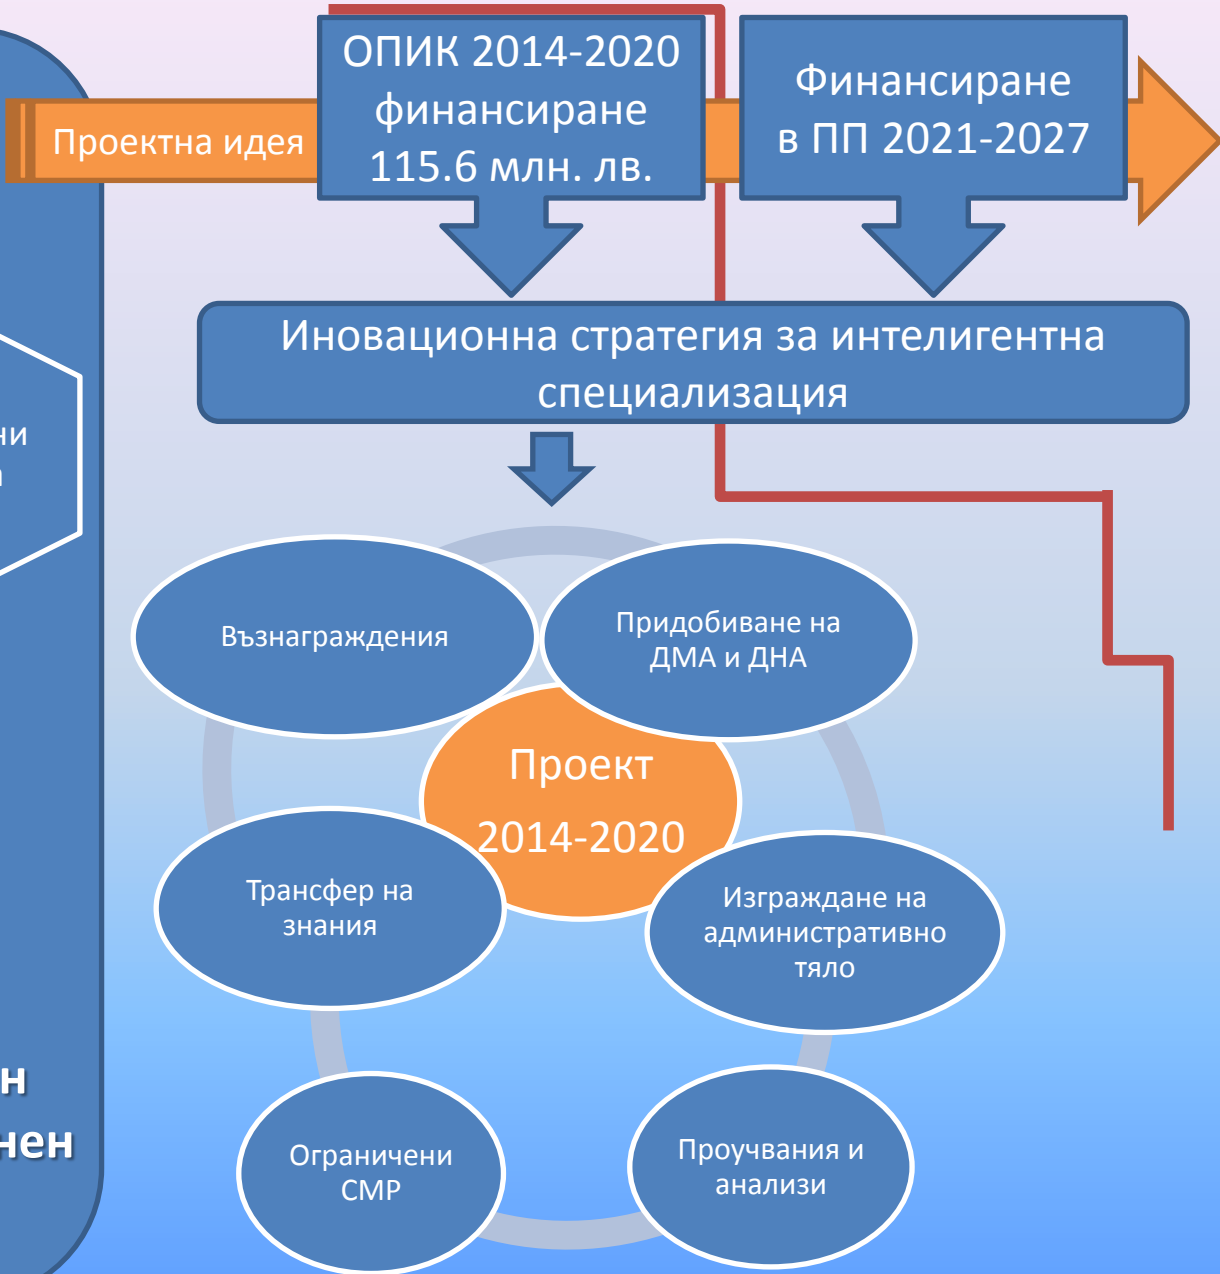 Проектна идея
ОПИК 2014-2020
финансиране
115.6 млн. лв.
Финансиране
в ПП 2021-2027
Иновационна стратегия за интелигентна
специализация
Възнаграждения
Придобиване на
ДМА и ДНА
Проект
2014-2020
Трансфер на
знания
Изграждане на
административно
тяло
Ограничени
СМР
Проучвания и
анализи